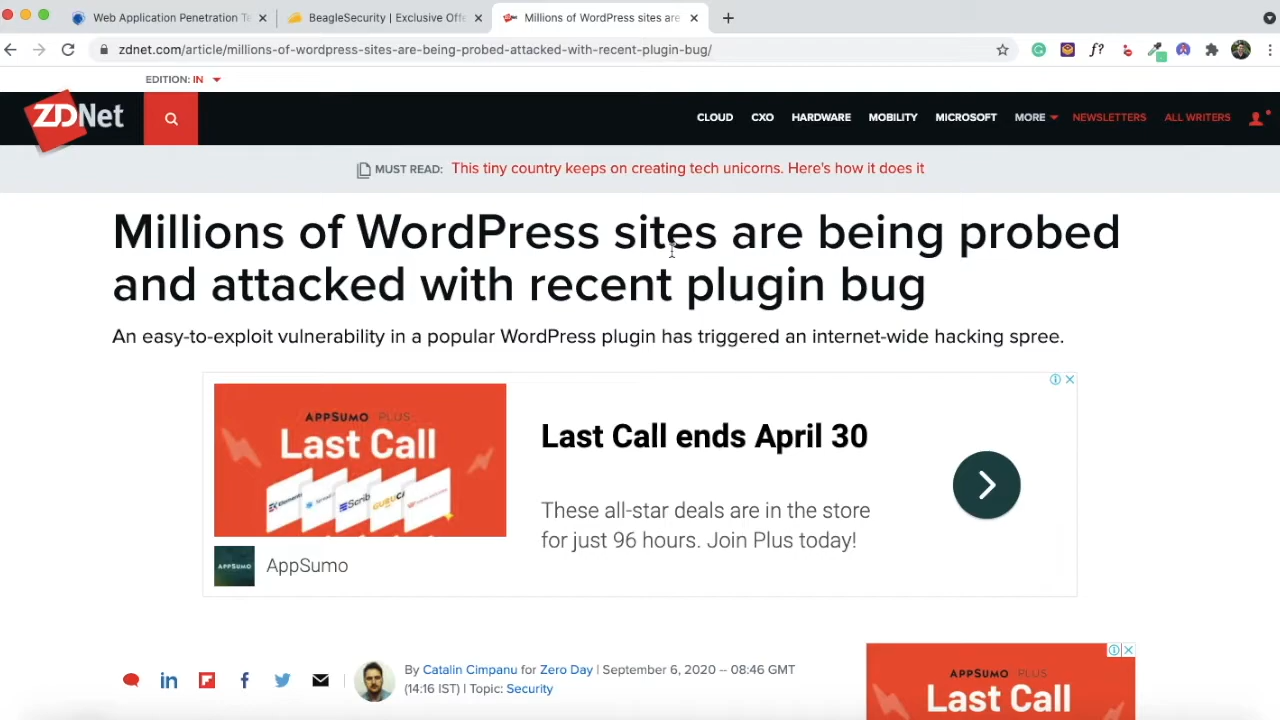 Web Application Penetration Te
BeagleSecurity | Exclusive Offe
Millions of WordPress sites are
zdnet.com/article/millions-of-wordpress-sites-are-being-probed-attacked-with-recent-plugin-bug/
f?
EDITION: IN
ZDNet
CLOUD CXO HARDWARE MOBILITY MICROSOFT MORE NEWSLETTERS ALL WRITERS
MUST READ: This tiny country keeps on creating tech unicorns. Here's how it does it
Millions of WordPress sites are being probed
and attacked with recent plugin bug
An easy-to-exploit vulnerability in a popular WordPress plugin has triggered an internet-wide hacking spree.
APPSUMO PLUS
Last Call
Last Call ends April 30
These all-star deals are in the store
for just 96 hours. Join Plus today!
APPSUMO
AppSumo
By Catalin Cimpanu for Zero Day | September 6, 2020 -- 08:46 GMT
(14:16 IST) | Topic: Security
APPSUMO PLUS
Last Call